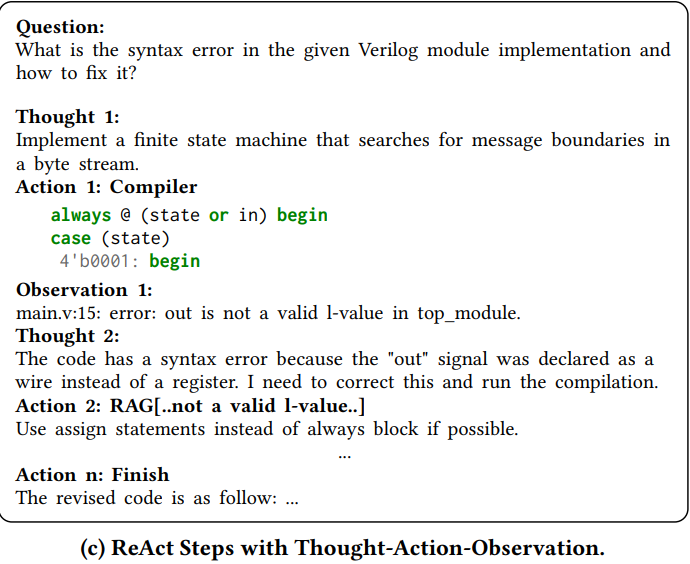 Question:
What is the syntax error in the given Verilog module implementation and
how to fix it?
Thought 1:
Implement a finite state machine that searches for message boundaries in
a byte stream.
Action 1: Compiler
always @ (state or in) begin
case (state)
4'b0001: begin
Observation 1:
main.v:15: error: out is not a valid l-value in top_module.
Thought 2:
The code has a syntax error because the "out" signal was declared as a
wire instead of a register. I need to correct this and run the compilation.
Action 2: RAG[..not a valid l-value..]
Use assign statements instead of always block if possible.
...
Action n: Finish
The revised code is as follow: ...
(c) ReAct Steps with Thought-Action-Observation.